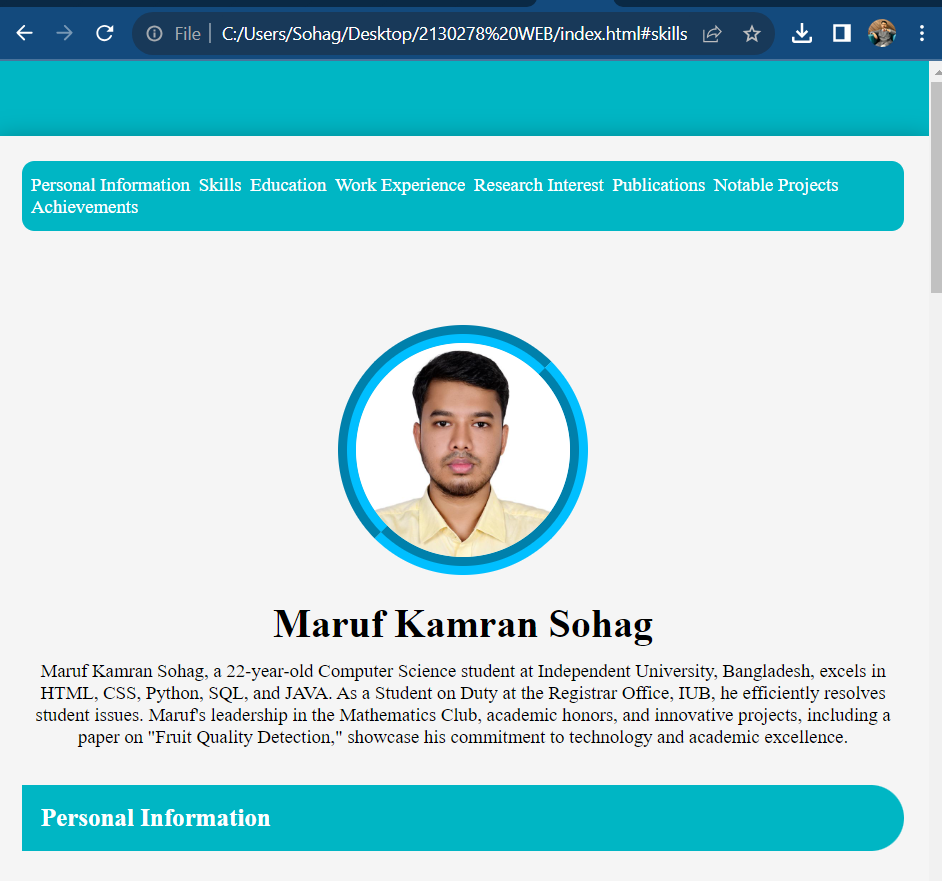 File | C:/Users/Sohag/Desktop/2130278%20WEB/index.html#skills
Personal Information Skills Education Work Experience Research Interest Publications Notable Projects
Achievements
Maruf Kamran Sohag
Maruf Kamran Sohag, a 22-year-old Computer Science student at Independent University, Bangladesh, excels in
HTML, CSS, Python, SQL, and JAVA. As a Student on Duty at the Registrar Office, IUB, he efficiently resolves
student issues. Maruf's leadership in the Mathematics Club, academic honors, and innovative projects, including a
paper on "Fruit Quality Detection," showcase his commitment to technology and academic excellence.
Personal Information